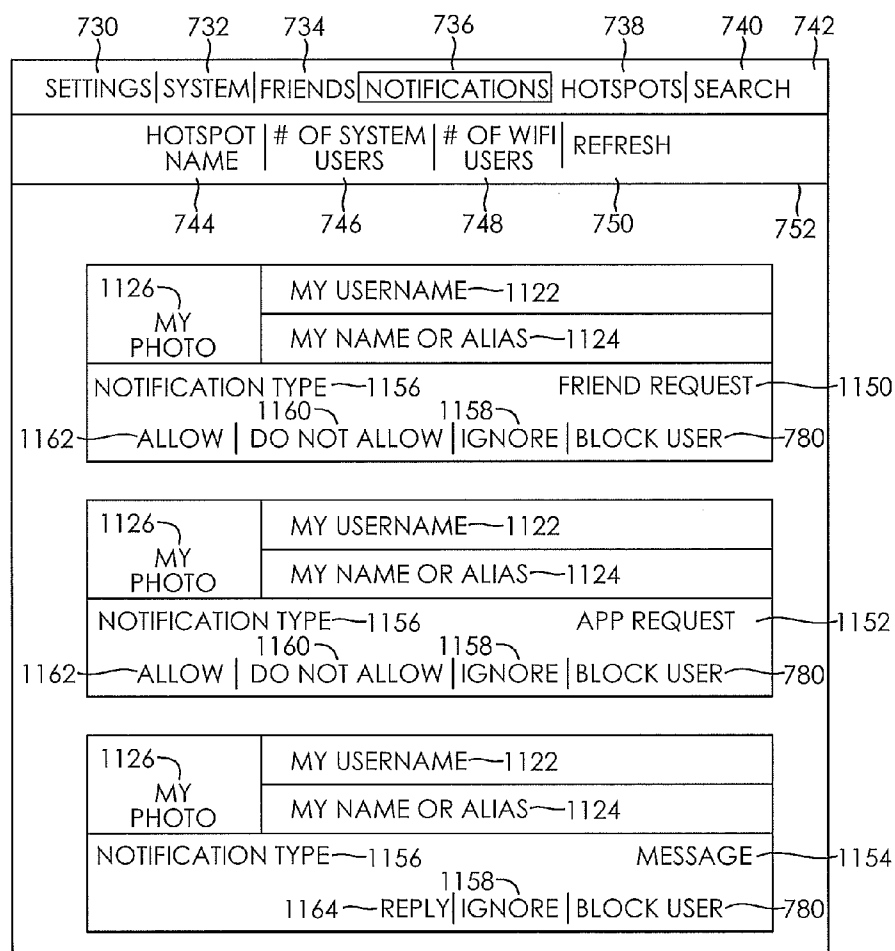 730 732 734 736 738 740 742
SETTINGS SYSTEM FRIENDS NOTIFICATIONS HOTSPOTS SEARCH
HOTSPOT NAME # OF SYSTEM USERS # OF WIFI USERS REFRESH
744 746 748 750 752
1126 MY USERNAME 1122
MY PHOTO MY NAME OR ALIAS 1124
NOTIFICATION TYPE 1156 FRIEND REQUEST 1150
1160 1158
1162 ALLOW DO NOT ALLOW IGNORE BLOCK USER 780
1126 MY USERNAME 1122
MY PHOTO MY NAME OR ALIAS 1124
NOTIFICATION TYPE 1156 APP REQUEST 1152
1160 1158
1162 ALLOW DO NOT ALLOW IGNORE BLOCK USER 780
1126 MY USERNAME 1122
MY PHOTO MY NAME OR ALIAS 1124
NOTIFICATION TYPE 1156 MESSAGE 1154
1158
1164 REPLY IGNORE BLOCK USER 780